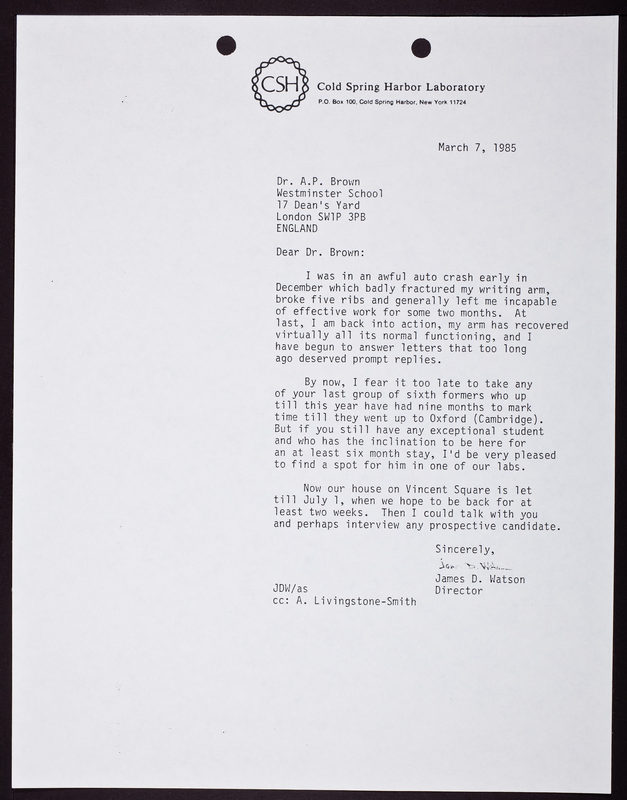 CSH
Cold Spring Harbor Laboratory
P.O. Box 100, Cold Spring Harbor, New York 11724
March 7, 1985
Dr. A.P. Brown
Westminster School
17 Dean's Yard
London SW1P 3PB
ENGLAND
Dear Dr. Brown:
I was in an awful auto crash early in
December which badly fractured my writing arm,
broke five ribs and generally left me incapable
of effective work for some two months. At
last, I am back into action, my arm has recovered
virtually all its normal functioning, and I
have begun to answer letters that too long
ago deserved prompt replies.
By now, I fear it too late to take any
of your last group of sixth formers who up
till this year have had nine months to mark
time till they went up to Oxford (Cambridge).
But if you still have any exceptional student
and who has the inclination to be here for
an at least six month stay, I'd be very pleased
to find a spot for him in one of our labs.
Now our house on Vincent Square is let
till July 1, when we hope to be back for at
least two weeks. Then I could talk with you
and perhaps interview any prospective candidate.
Sincerely,
James D. Watson
Director
JDW/as
cc: A. Livingstone-Smith